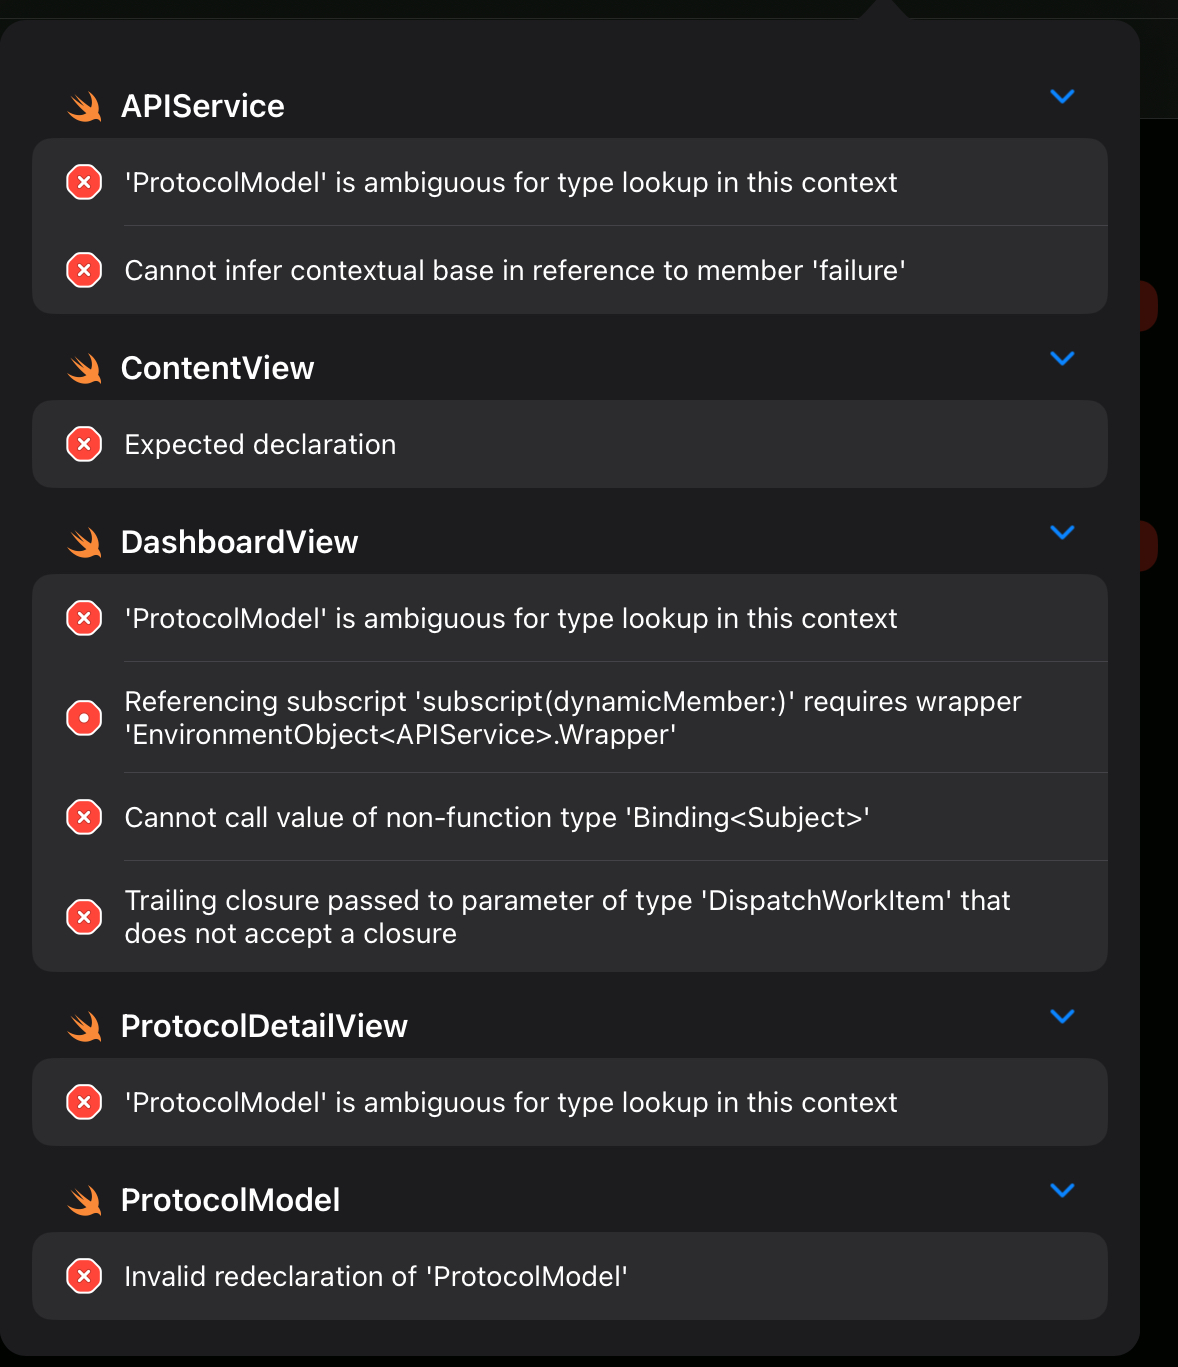 APIService
'ProtocolModel' is ambiguous for type lookup in this context
Cannot infer contextual base in reference to member 'failure'
ContentView
Expected declaration
DashboardView
'ProtocolModel' is ambiguous for type lookup in this context
Referencing subscript 'subscript(dynamicMember:)' requires wrapper
'EnvironmentObject<APIService>.Wrapper'
Cannot call value of non-function type 'Binding<Subject>'
Trailing closure passed to parameter of type 'DispatchWorkItem' that
does not accept a closure
ProtocolDetailView
'ProtocolModel' is ambiguous for type lookup in this context
ProtocolModel
Invalid redeclaration of 'ProtocolModel'